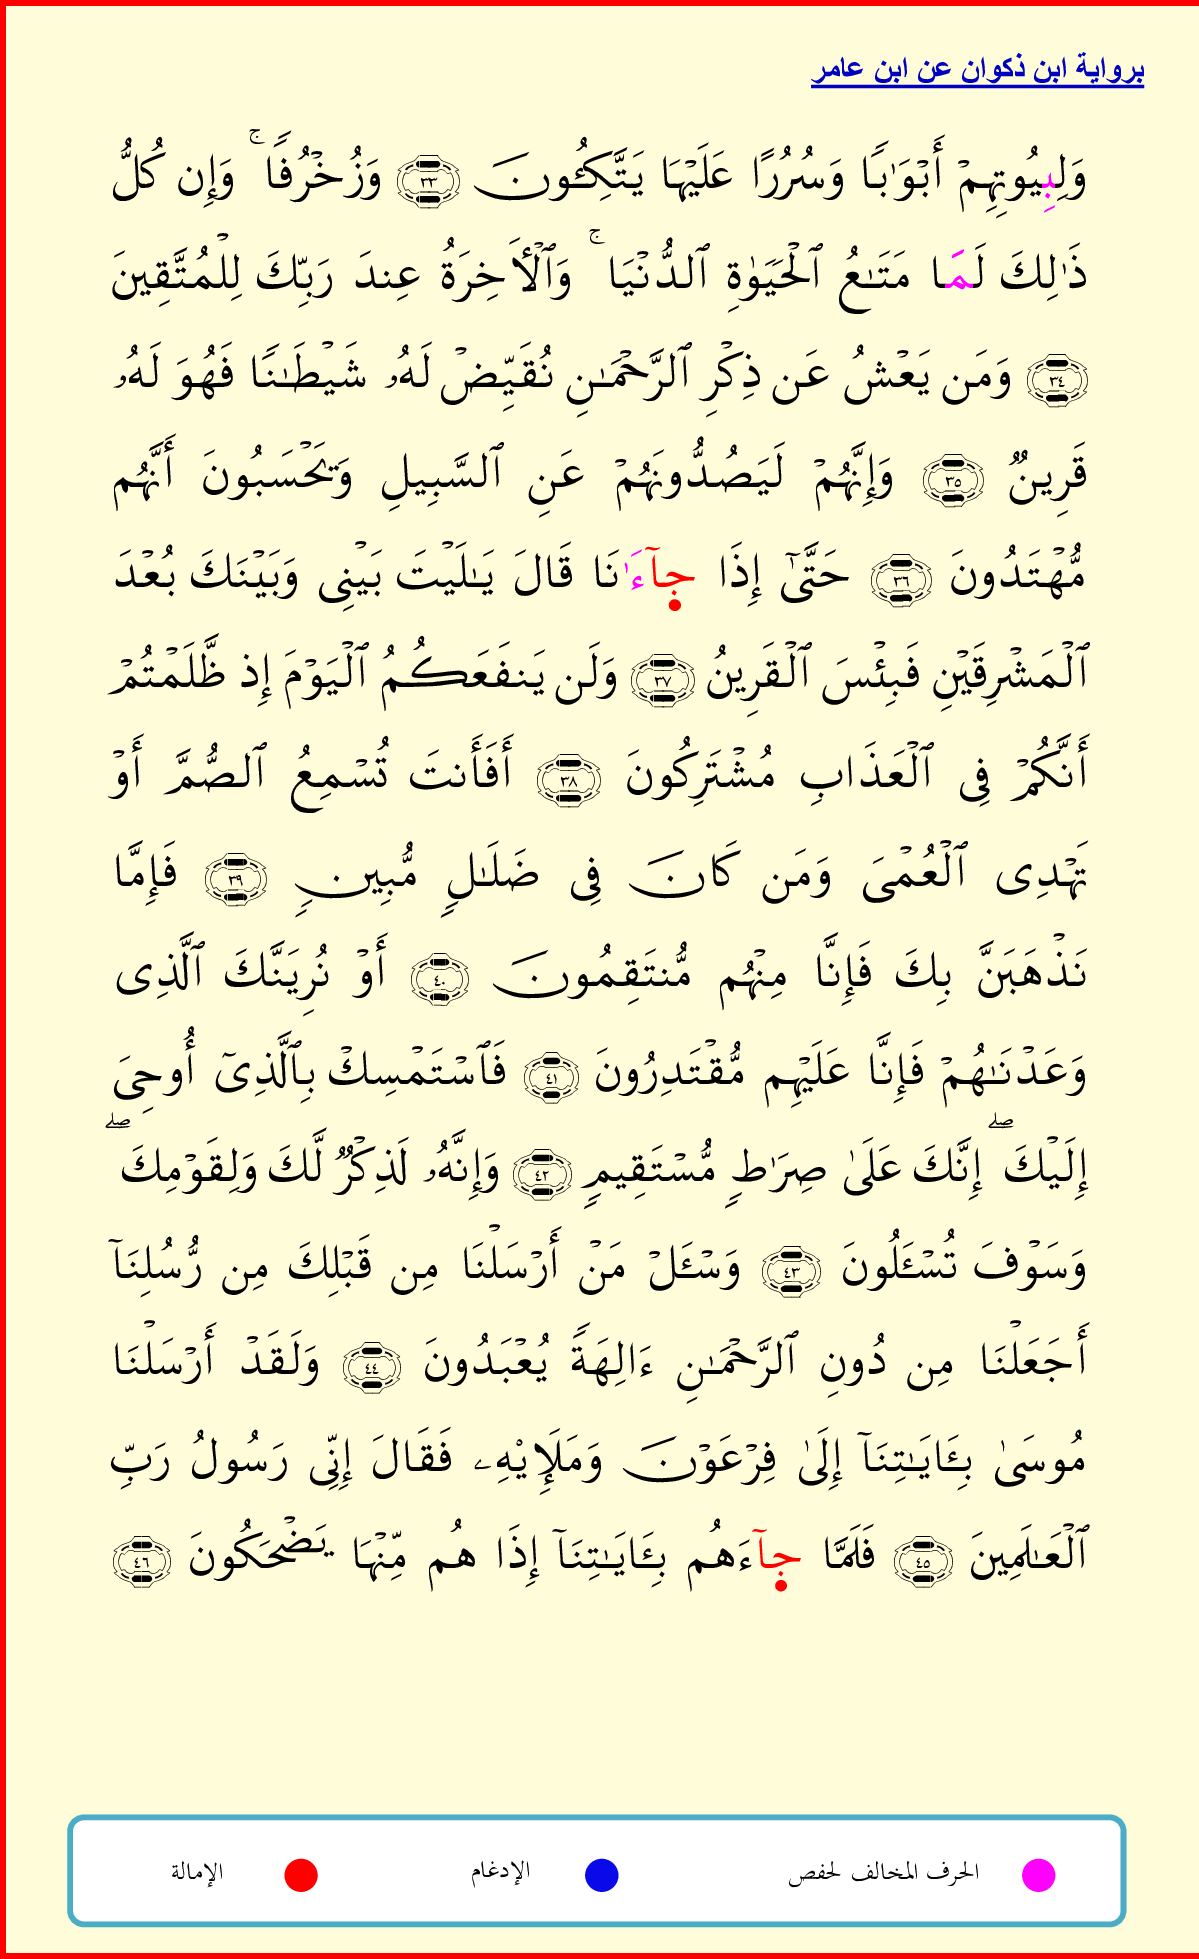 برواية ابن ذكوان عن ابن عامر
وَلِبِيُوتِهِمۡ أَبۡوَٰبٗا وَسُرُرًا عَلَيۡهَا يَتَّكِـُٔونَ ٣٣ وَزُخۡرُفٗاۚ وَإِن كُلُّ
ذَٰلِكَ لَمَا مَتَٰعُ ٱلۡحَيَوٰةِ ٱلدُّنۡيَاۚ وَٱلۡأٓخِرَةُ عِندَ رَبِّكَ لِلۡمُتَّقِينَ
٣٤ وَمَن يَعۡشُ عَن ذِكۡرِ ٱلرَّحۡمَٰنِ نُقَيِّضۡ لَهُۥ شَيۡطَٰنٗا فَهُوَ لَهُۥ
قَرِينٞ ٣٥ وَإِنَّهُمۡ لَيَصُدُّونَهُمۡ عَنِ ٱلسَّبِيلِ وَيَحۡسَبُونَ أَنَّهُم
مُّهۡتَدُونَ ٣٦ حَتَّىٰٓ إِذَا جَآءَٰنَا قَالَ يَٰلَيۡتَ بَيۡنِي وَبَيۡنَكَ بُعۡدَ
ٱلۡمَشۡرِقَيۡنِ فَبِئۡسَ ٱلۡقَرِينُ ٣٧ وَلَن يَنفَعَكُمُ ٱلۡيَوۡمَ إِذ ظَّلَمۡتُمۡ
أَنَّكُمۡ فِي ٱلۡعَذَابِ مُشۡتَرِكُونَ ٣٨ أَفَأَنتَ تُسۡمِعُ ٱلصُّمَّ أَوۡ
تَهۡدِي ٱلۡعُمۡيَ وَمَن كَانَ فِي ضَلَٰلٖ مُّبِينٖ ٣٩ فَإِمَّا
نَذۡهَبَنَّ بِكَ فَإِنَّا مِنۡهُم مُّنتَقِمُونَ ٤٠ أَوۡ نُرِيَنَّكَ ٱلَّذِي
وَعَدۡنَٰهُمۡ فَإِنَّا عَلَيۡهِم مُّقۡتَدِرُونَ ٤١ فَٱسۡتَمۡسِكۡ بِٱلَّذِيٓ أُوحِيَ
إِلَيۡكَۖ إِنَّكَ عَلَىٰ صِرَٰطٖ مُّسۡتَقِيمٖ ٤٢ وَإِنَّهُۥ لَذِكۡرٞ لَّكَ وَلِقَوۡمِكَۖ
وَسَوۡفَ تُسۡـَٔلُونَ ٤٣ وَسۡـَٔلۡ مَنۡ أَرۡسَلۡنَا مِن قَبۡلِكَ مِن رُّسُلِنَآ
أَجَعَلۡنَا مِن دُونِ ٱلرَّحۡمَٰنِ ءَالِهَةٗ يُعۡبَدُونَ ٤٤ وَلَقَدۡ أَرۡسَلۡنَا
مُوسَىٰ بِـَٔايَٰتِنَآ إِلَىٰ فِرۡعَوۡنَ وَمَلَإِيْهِۦ فَقَالَ إِنِّي رَسُولُ رَبِّ
ٱلۡعَٰلَمِينَ ٤٥ فَلَمَّا جَآءَهُم بِـَٔايَٰتِنَآ إِذَا هُم مِّنۡهَا يَضۡحَكُونَ ٤٦
الحرف المخالف لحفص الإدغام الإمالة